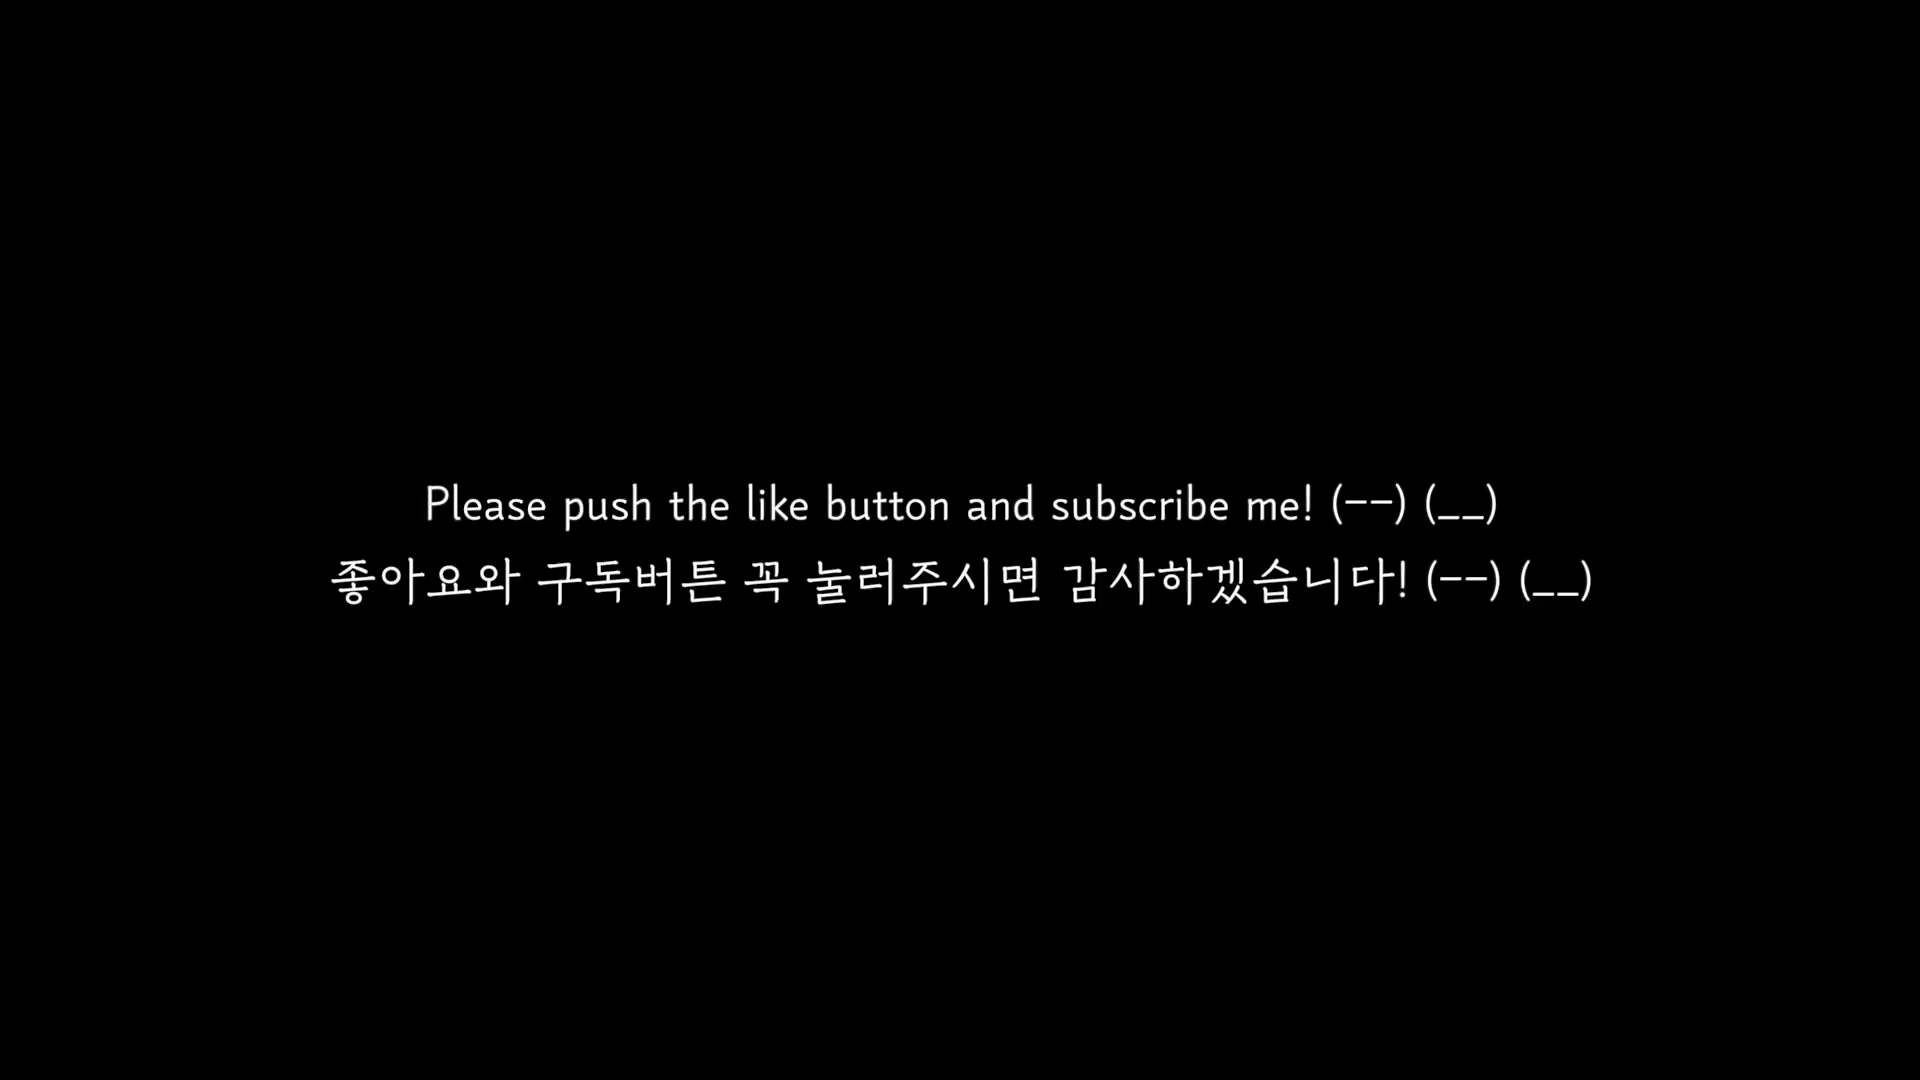 Please push the like button and subscribe me! (--) (__)
좋아요와 구독버튼 꼭 눌러주시면 감사하겠습니다! (--) (__)